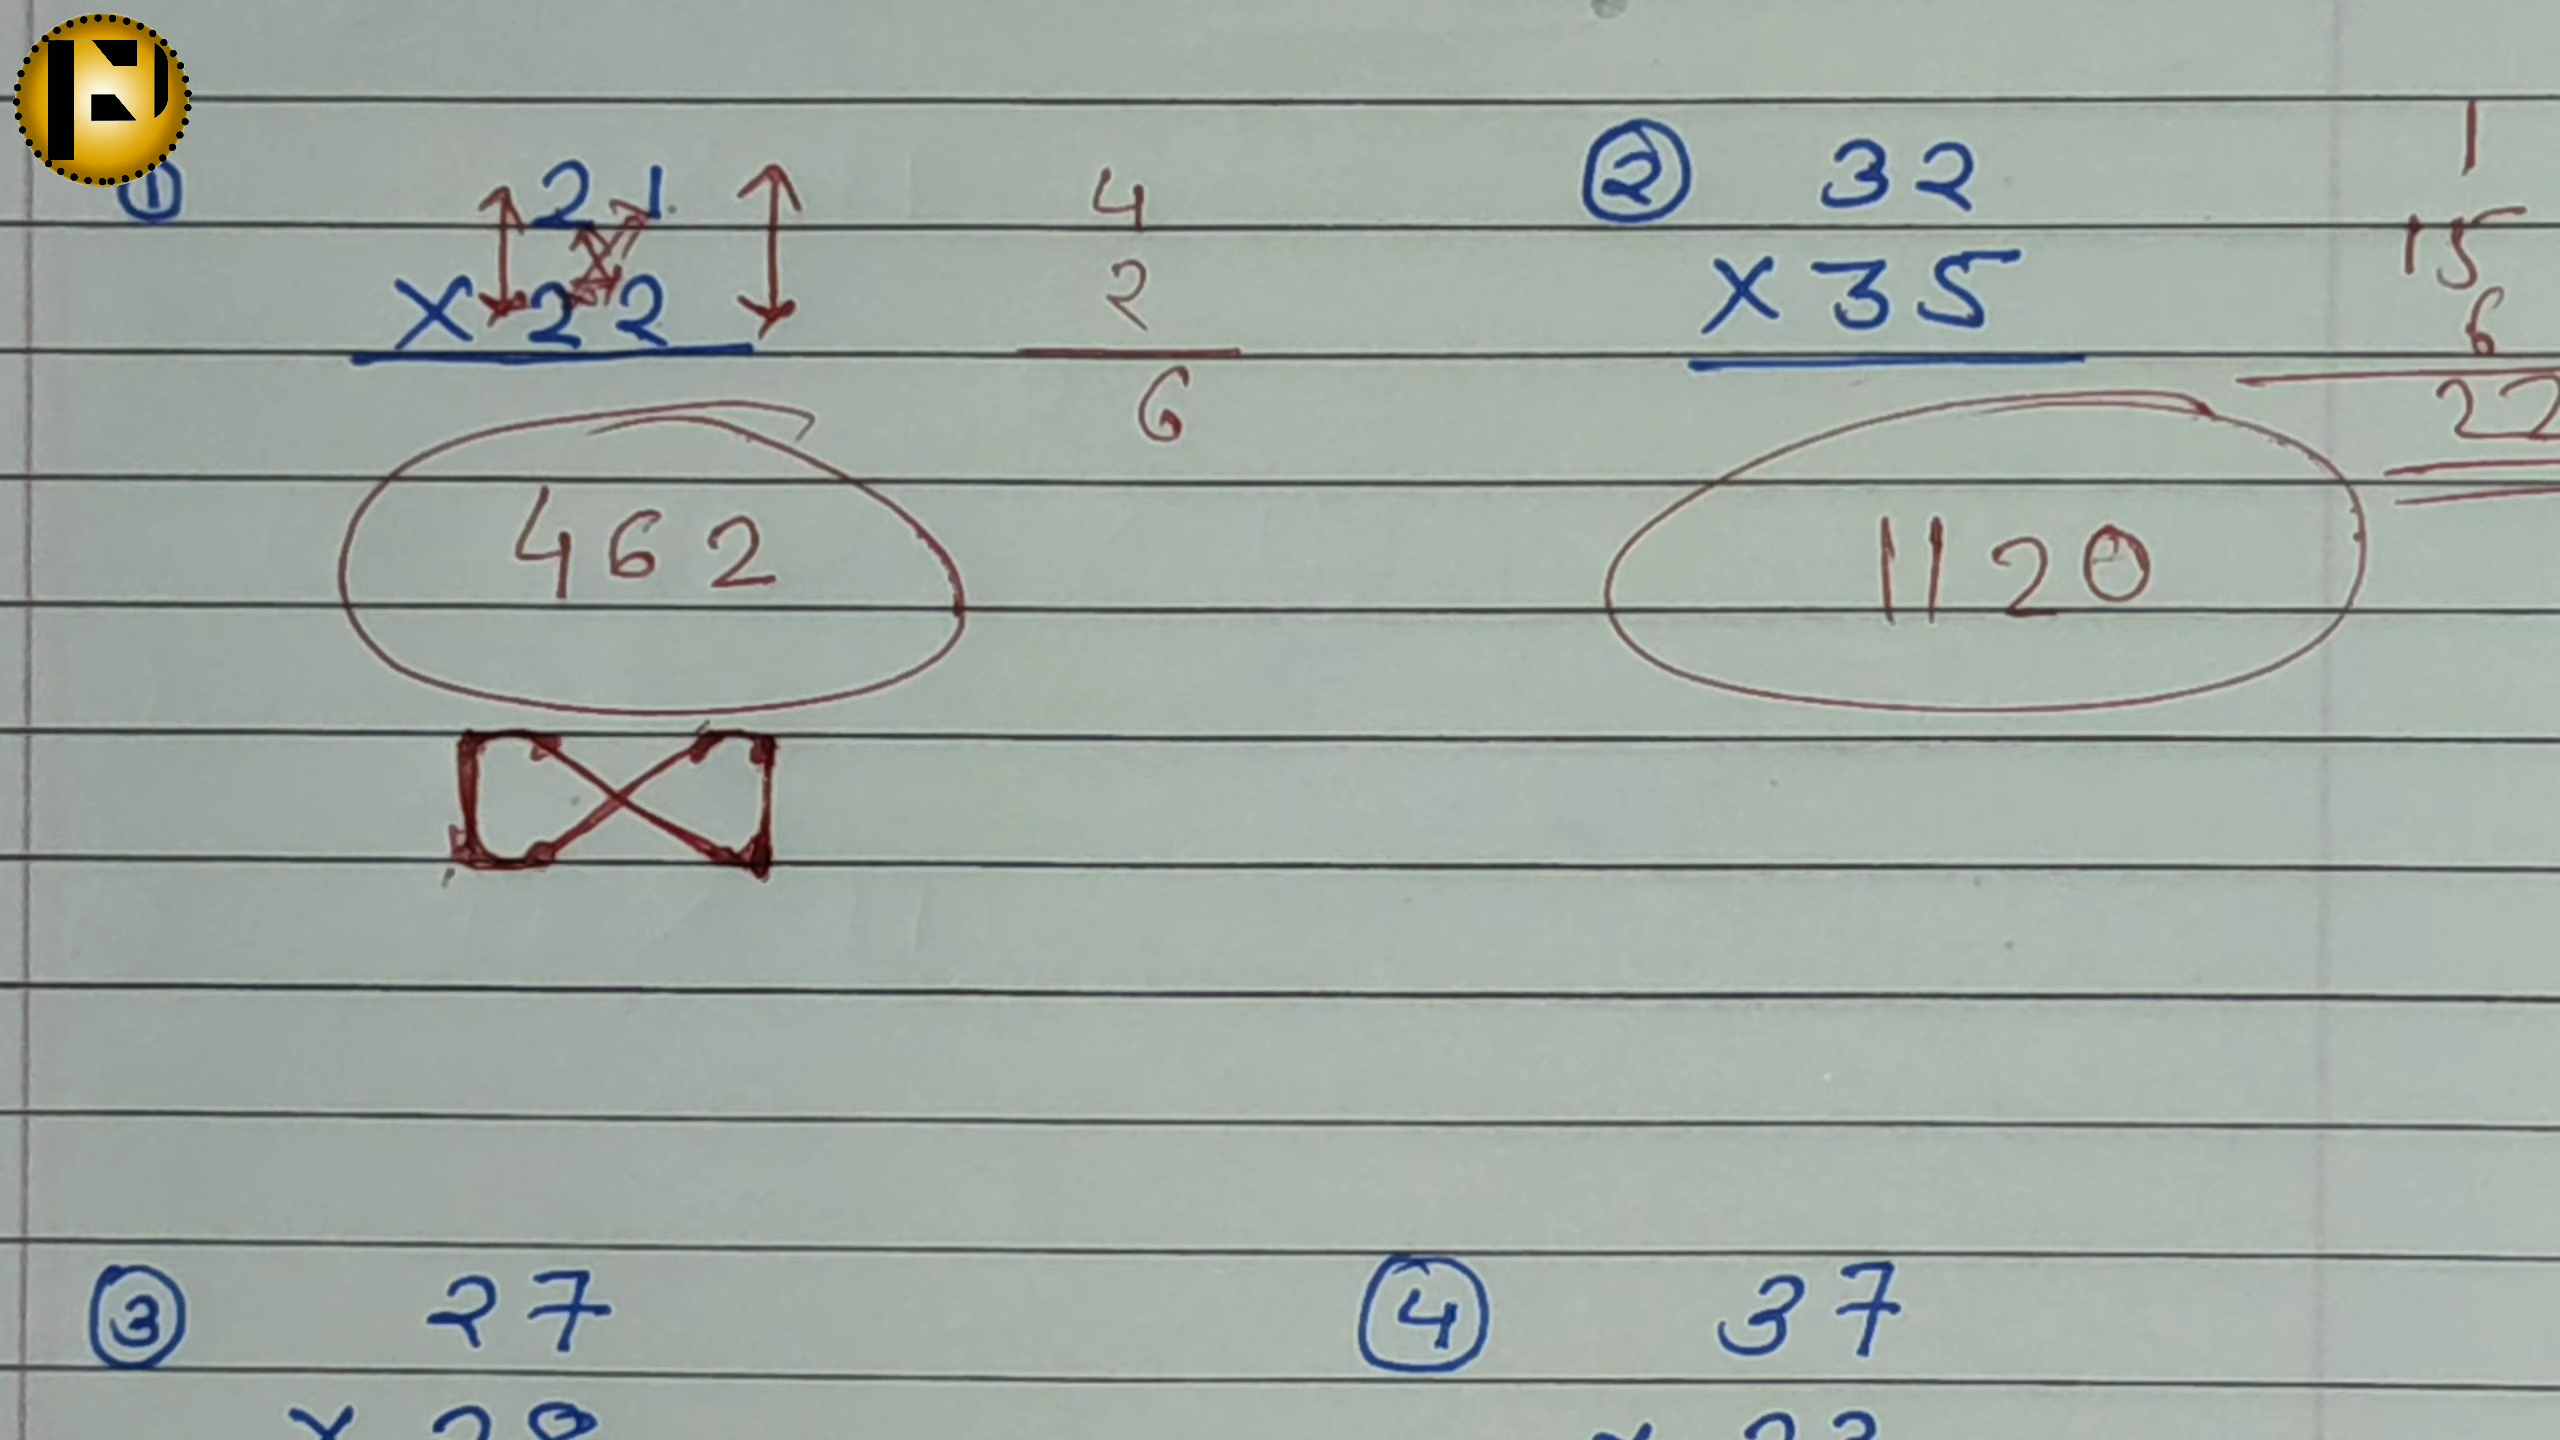 ① 21 4 ② 32 1
× 22 2 × 35 15
6 6
462 1120 22
③ 27 ④ 37
×